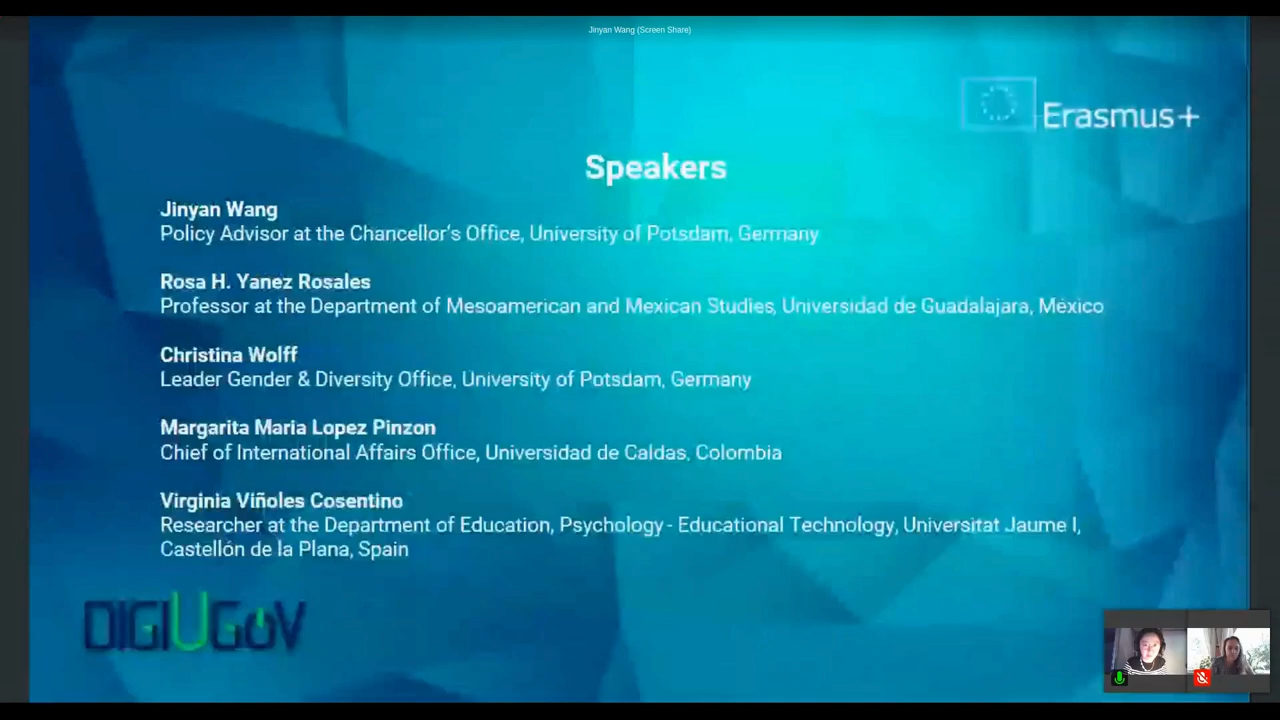 Jinyan Wang (Screen Share)
Erasmus+
Speakers
Jinyan Wang
Policy Advisor at the Chancellor's Office, University of Potsdam, Germany
Rosa H. Yanez Rosales
Professor at the Department of Mesoamerican and Mexican Studies, Universidad de Guadalajara, México
Christina Wolff
Leader Gender & Diversity Office, University of Potsdam, Germany
Margarita Maria Lopez Pinzon
Chief of International Affairs Office, Universidad de Caldas, Colombia
Virginia Viñoles Cosentino
Researcher at the Department of Education, Psychology - Educational Technology, Universitat Jaume I,
Castellón de la Plana, Spain
DIGIUGOV